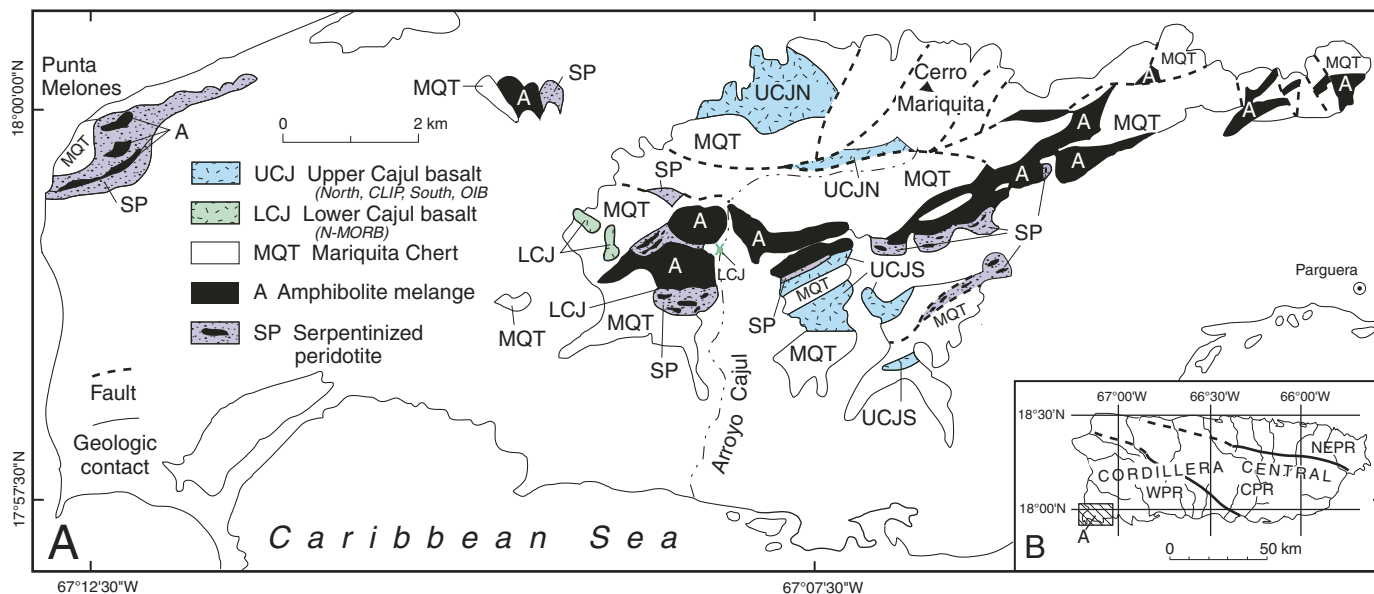 Punta
Melones
18°00'00"N
17°57'30"N
67°12'30"W
67°07'30"W
MQT
A
SP
MQT
A
SP
0
2 km
UCJ Upper Cajul basalt
(North, CLIP, South, OIB
LCJ Lower Cajul basalt
(N-MORB)
MQT Mariquita Chert
A Amphibolite melange
SP Serpentinized
peridotite
Fault
Geologic
contact
UCJN
Cerro
Mariquita
MQT
UCJN
MQT
MQT
A
MQT
A
A
A
A
MQT
A
SP
MQT
LCJ
A
A
LCJ
A
LCJ
MQT
MQT
SP
UCJS
MQT
SP
MQT
SP
MQT
UCJS
Arroyo Cajul
Parguera
Caribbean Sea
A
67°00'W
66°30'W
66°00'W
18°30'N
18°00'N
NEPR
CORDILLERA CENTRAL
WPR
CPR
A
0
50 km
B